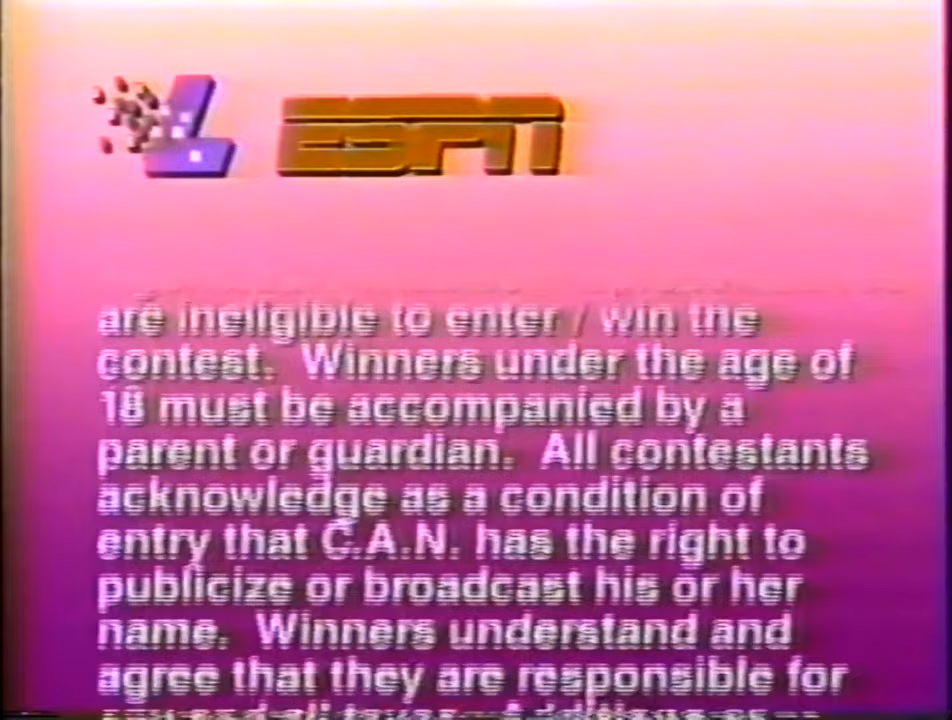 ESPN
are ineligible to enter / win the
contest. Winners under the age of
18 must be accompanied by a
parent or guardian. All contestants
acknowledge as a condition of
entry that C.A.N. has the right to
publicize or broadcast his or her
name. Winners understand and
agree that they are responsible for